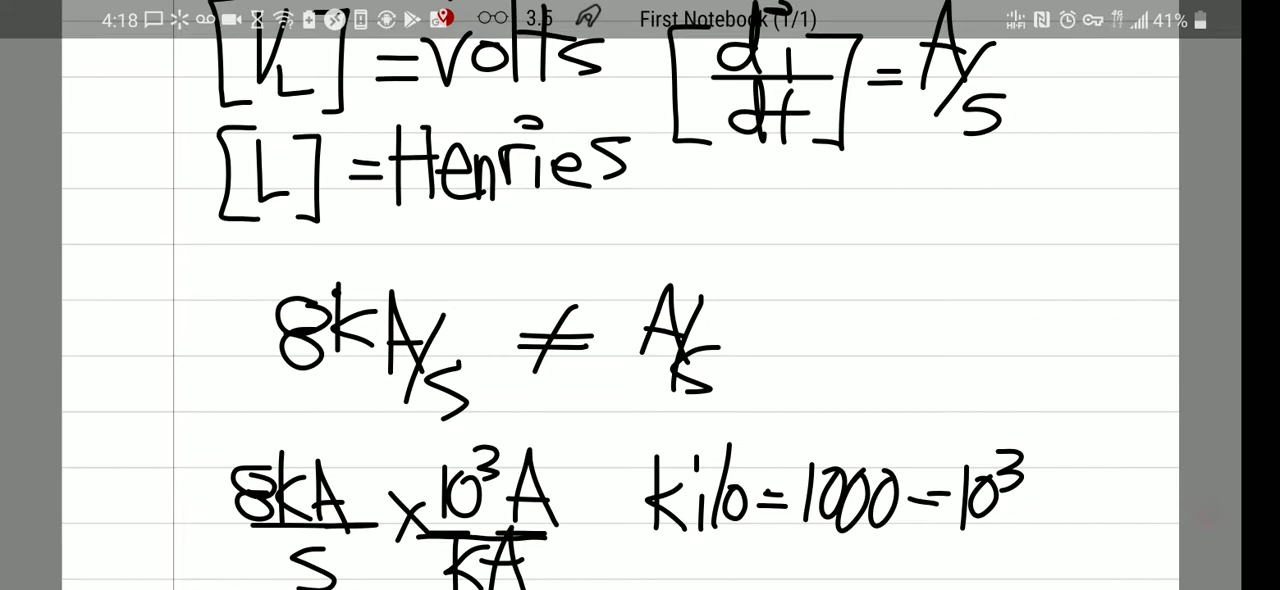 4:18 3.5 First Notebook (1/1) 4G 41%
[V_L] = Volts [di/dt] = A/s
[L] = Henries
8kA/s ≠ A/s
8kA/s × 10³A/kA kilo = 1000 = 10³